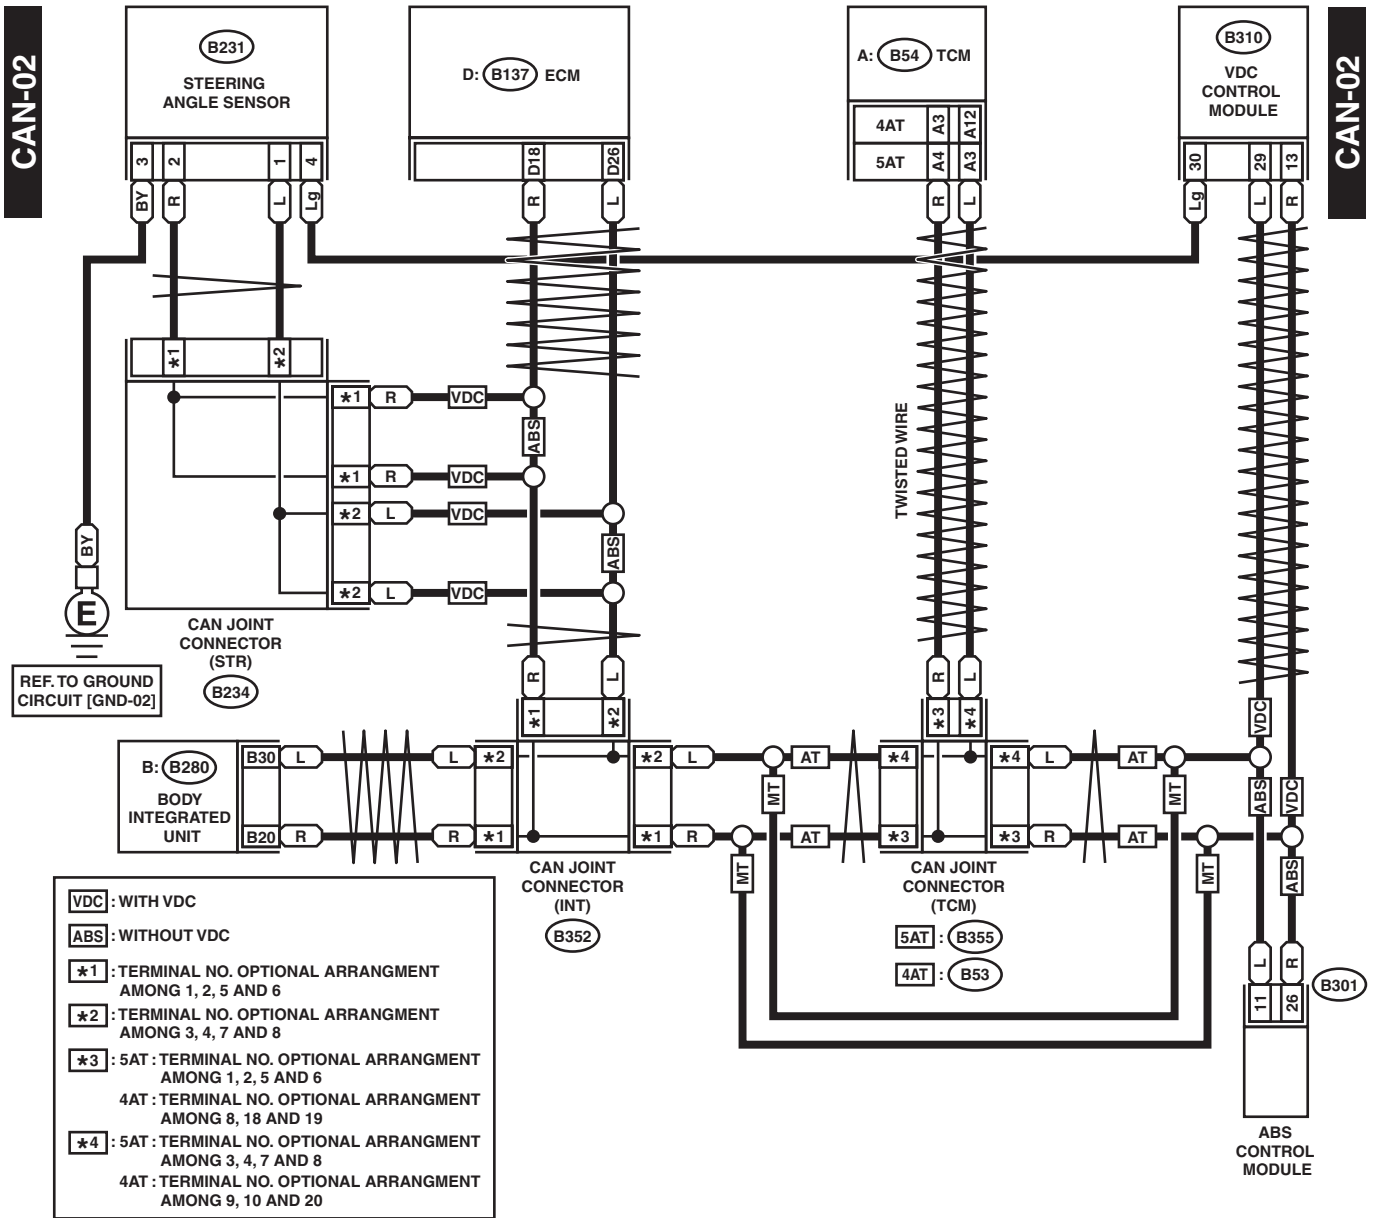 CAN-02
CAN-02
B231
STEERING
ANGLE SENSOR
3 2 1 4
BY R L Lg
D: B137 ECM
D18 D26
R L
A: B54 TCM
4AT A3 A12
5AT A4 A3
R L
B310
VDC
CONTROL
MODULE
30 29 13
Lg L R
*1 *2
*1 R VDC
ABS
*1 R VDC
*2 L VDC
ABS
*2 L VDC
TWISTED WIRE
BY
E
REF. TO GROUND
CIRCUIT [GND-02]
CAN JOINT
CONNECTOR
(STR)
B234
R L
*1 *2
R L
*3 *4
VDC
B: B280
BODY
INTEGRATED
UNIT
B30 L L *2 *2 L AT *4 *4 L AT
MT MT ABS VDC
B20 R R *1 *1 R AT *3 *3 R AT
MT MT ABS
CAN JOINT
CONNECTOR
(INT)
B352
CAN JOINT
CONNECTOR
(TCM)
5AT : B355
4AT : B53
L R
11 26
B301
ABS
CONTROL
MODULE
VDC : WITH VDC
ABS : WITHOUT VDC
*1 : TERMINAL NO. OPTIONAL ARRANGMENT
AMONG 1, 2, 5 AND 6
*2 : TERMINAL NO. OPTIONAL ARRANGMENT
AMONG 3, 4, 7 AND 8
*3 : 5AT : TERMINAL NO. OPTIONAL ARRANGMENT
AMONG 1, 2, 5 AND 6
4AT : TERMINAL NO. OPTIONAL ARRANGMENT
AMONG 8, 18 AND 19
*4 : 5AT : TERMINAL NO. OPTIONAL ARRANGMENT
AMONG 3, 4, 7 AND 8
4AT : TERMINAL NO. OPTIONAL ARRANGMENT
AMONG 9, 10 AND 20